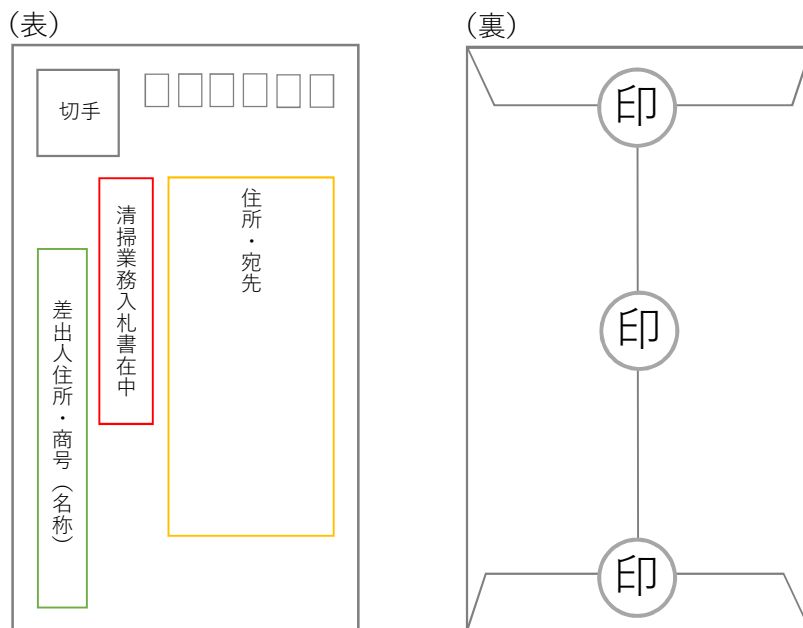 （表）
切手
住所・宛先
清掃業務入札書在中
差出人住所・商号（名称）
（裏）
印
印
印